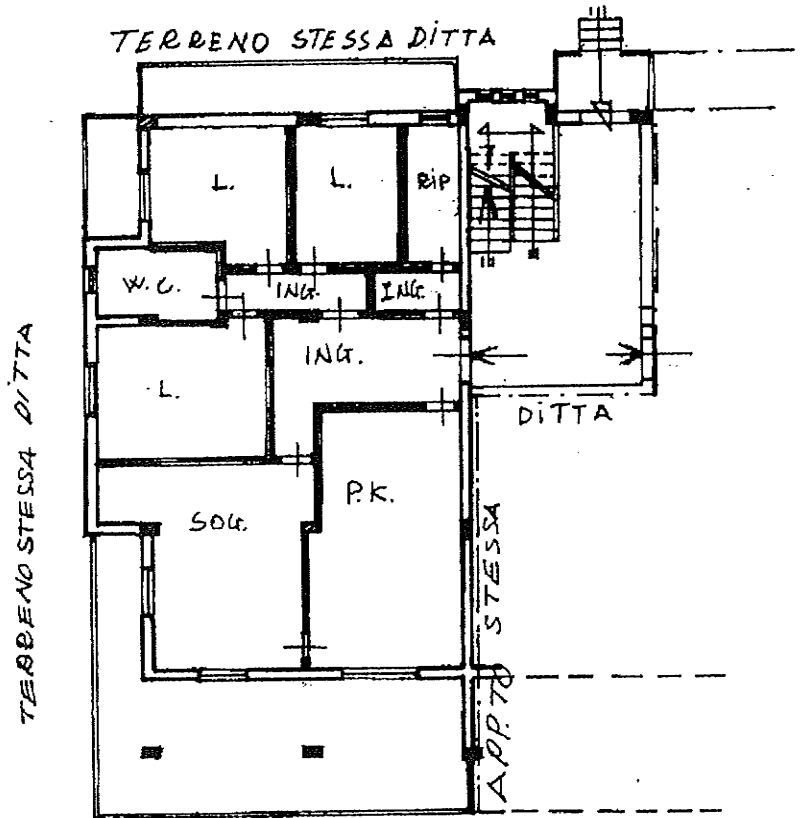 TERRENO STESSA DITTA
L.
L.
RIP
W.C.
ING.
ING.
L.
ING.
SOG.
P.K.
DITTA
APP.TO STESSA
TERRENO STESSA DITTA